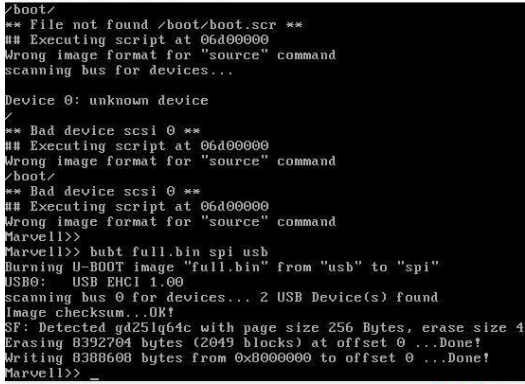 /boot/
** File not found /boot/boot.scr **
## Executing script at 06d00000
Wrong image format for "source" command
scanning bus for devices...
Device 0: unknown device
/
** Bad device scsi 0 **
## Executing script at 06d00000
Wrong image format for "source" command
/boot/
** Bad device scsi 0 **
## Executing script at 06d00000
Wrong image format for "source" command
Marvell>>
Marvell>> bubt full.bin spi usb
Burning U-BOOT image "full.bin" from "usb" to "spi"
USB0:   USB EHCI 1.00
scanning bus 0 for devices... 2 USB Device(s) found
Image checksum...OK!
SF: Detected gd25lq64c with page size 256 Bytes, erase size 4
Erasing 8392704 bytes (2049 blocks) at offset 0 ...Done!
Writing 8388608 bytes from 0x8000000 to offset 0 ...Done!
Marvell>> _